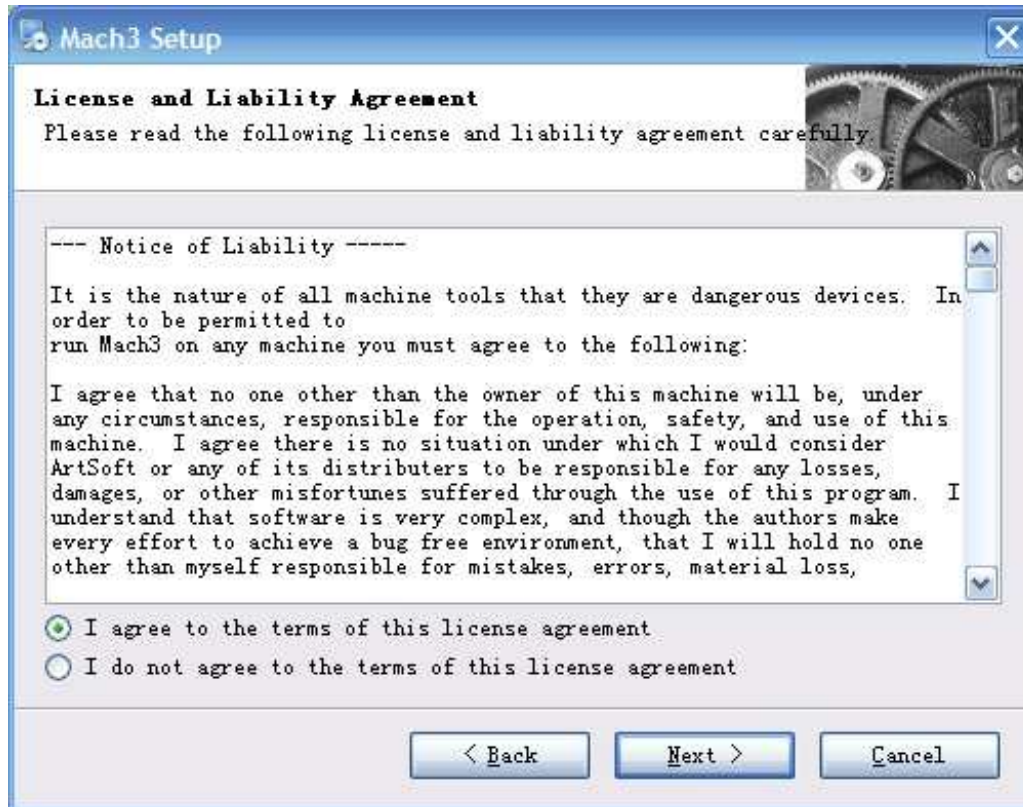 Mach3 Setup
License and Liability Agreement
Please read the following license and liability agreement carefully.
--- Notice of Liability -----
It is the nature of all machine tools that they are dangerous devices.  In
order to be permitted to
run Mach3 on any machine you must agree to the following:
I agree that no one other than the owner of this machine will be, under
any circumstances, responsible for the operation, safety, and use of this
machine.  I agree there is no situation under which I would consider
ArtSoft or any of its distributers to be responsible for any losses,
damages, or other misfortunes suffered through the use of this program.  I
understand that software is very complex, and though the authors make
every effort to achieve a bug free environment, that I will hold no one
other than myself responsible for mistakes, errors, material loss,
I agree to the terms of this license agreement
I do not agree to the terms of this license agreement
< Back Next > Cancel